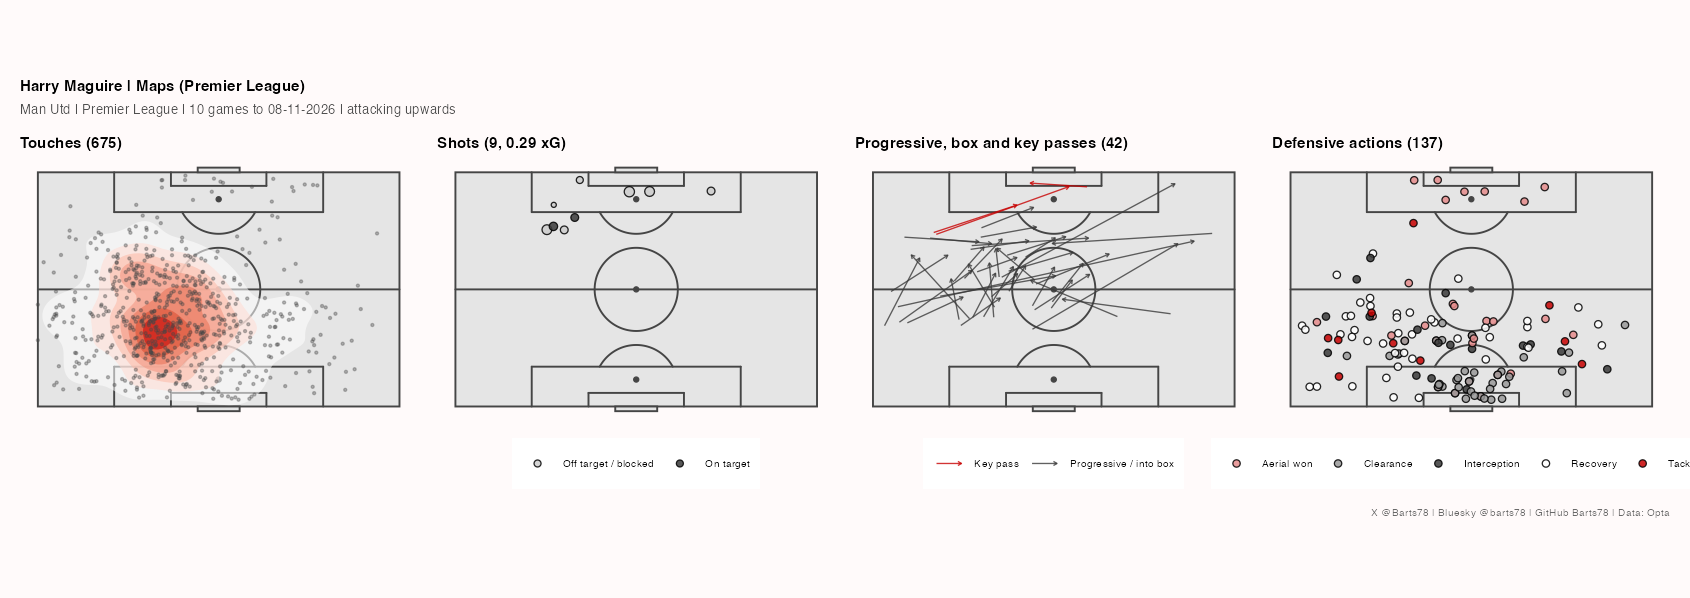 Harry Maguire | Maps (Premier League)
Man Utd | Premier League | 10 games to 08-11-2026 | attacking upwards
Touches (675)
Shots (9, 0.29 xG)
Progressive, box and key passes (42)
Defensive actions (137)
Off target / blocked
On target
Key pass
Progressive / into box
Aerial won
Clearance
Interception
Recovery
Tack
X @Barts78 | Bluesky @barts78 | GitHub Barts78 | Data: Opta